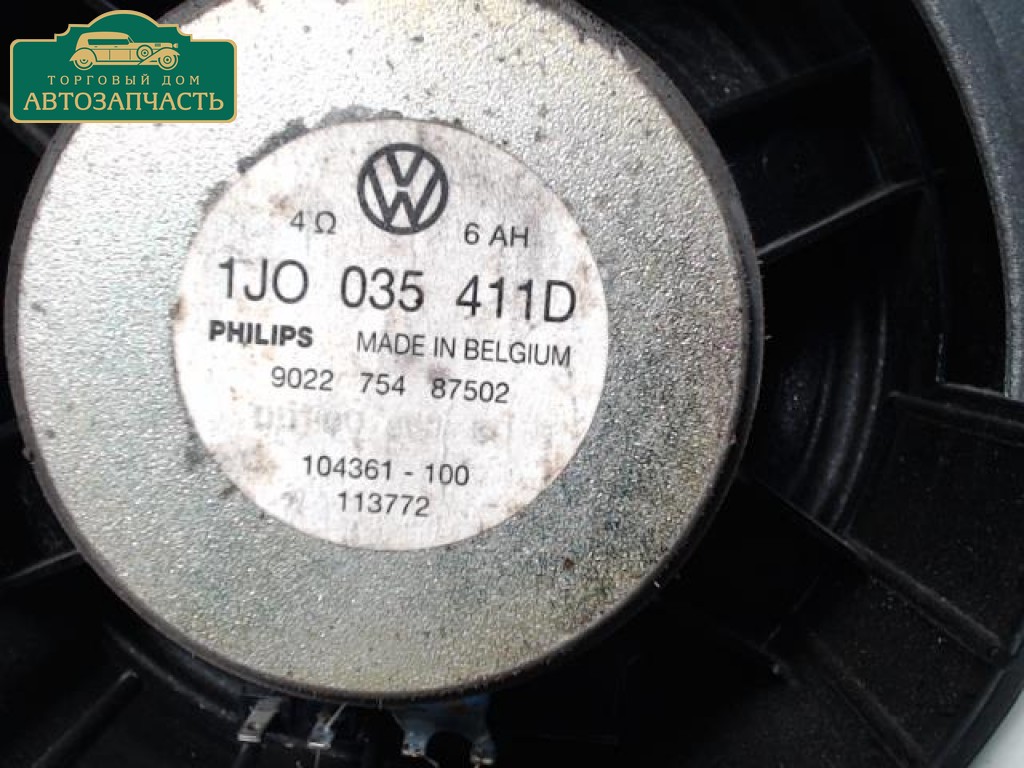 ТОРГОВЫЙ ДОМ
АВТОЗАПЧАСТЬ
4 Ω 6 AH
1JO 035 411D
PHILIPS MADE IN BELGIUM
9022 754 87502
104361 - 100
113772